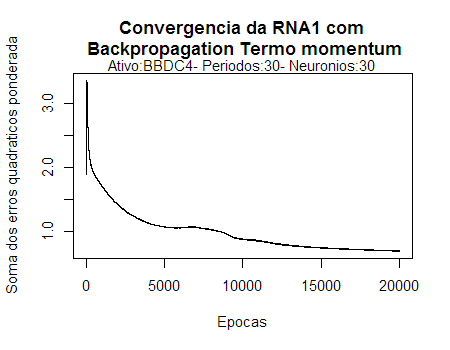 Convergencia da RNA1 com
Backpropagation Termo momentum
Ativo:BBDC4- Periodos:30- Neuronios:30
Soma dos erros quadraticos ponderada
3.0
2.0
1.0
0 5000 10000 15000 20000
Epocas